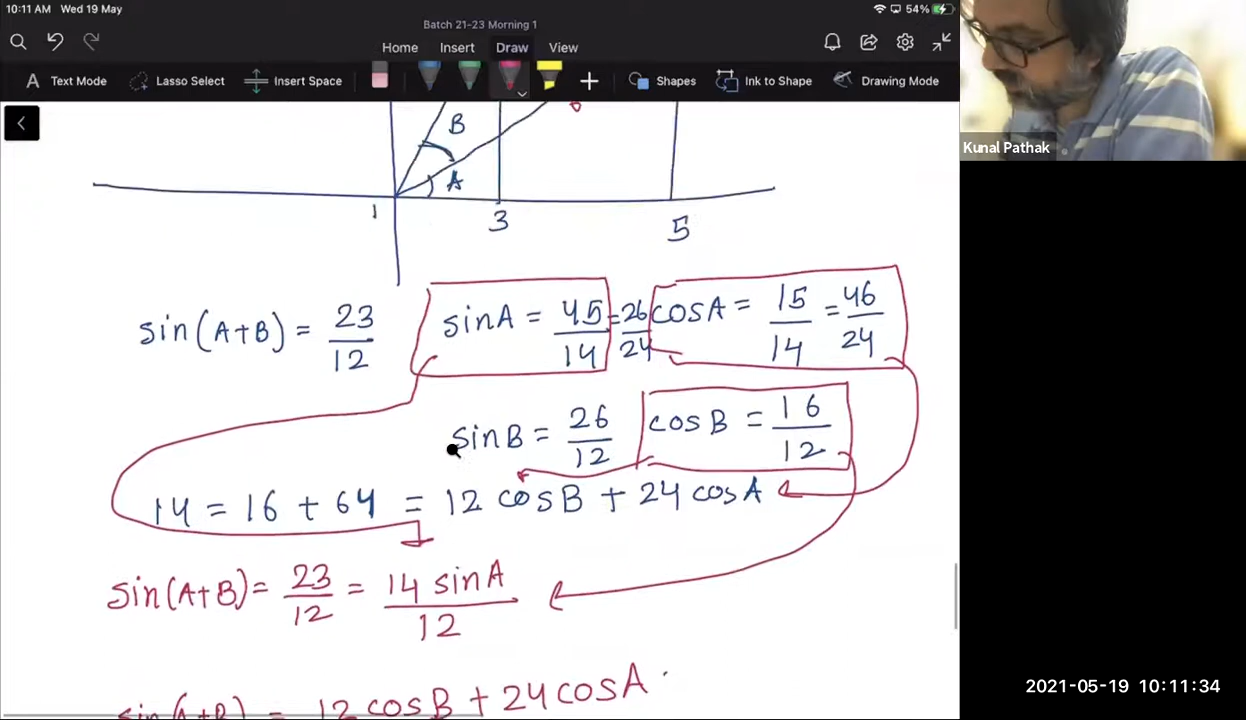 10:11 AM Wed 19 May
54%
Batch 21-23 Morning 1
Home Insert Draw View
A Text Mode Lasso Select Insert Space Shapes Ink to Shape Drawing Mode
Kunal Pathak
B
A
1 3 5
sin(A+B) = 23/12 sinA = 45/14 = 26/24 cosA = 15/14 = 46/24
sinB = 26/12 cosB = 16/12
14 = 16 + 64 = 12 cosB + 24 cosA
sin(A+B) = 23/12 = 14 sinA/12
sin(A+B) = 12 cosB + 24 cosA
2021-05-19 10:11:34